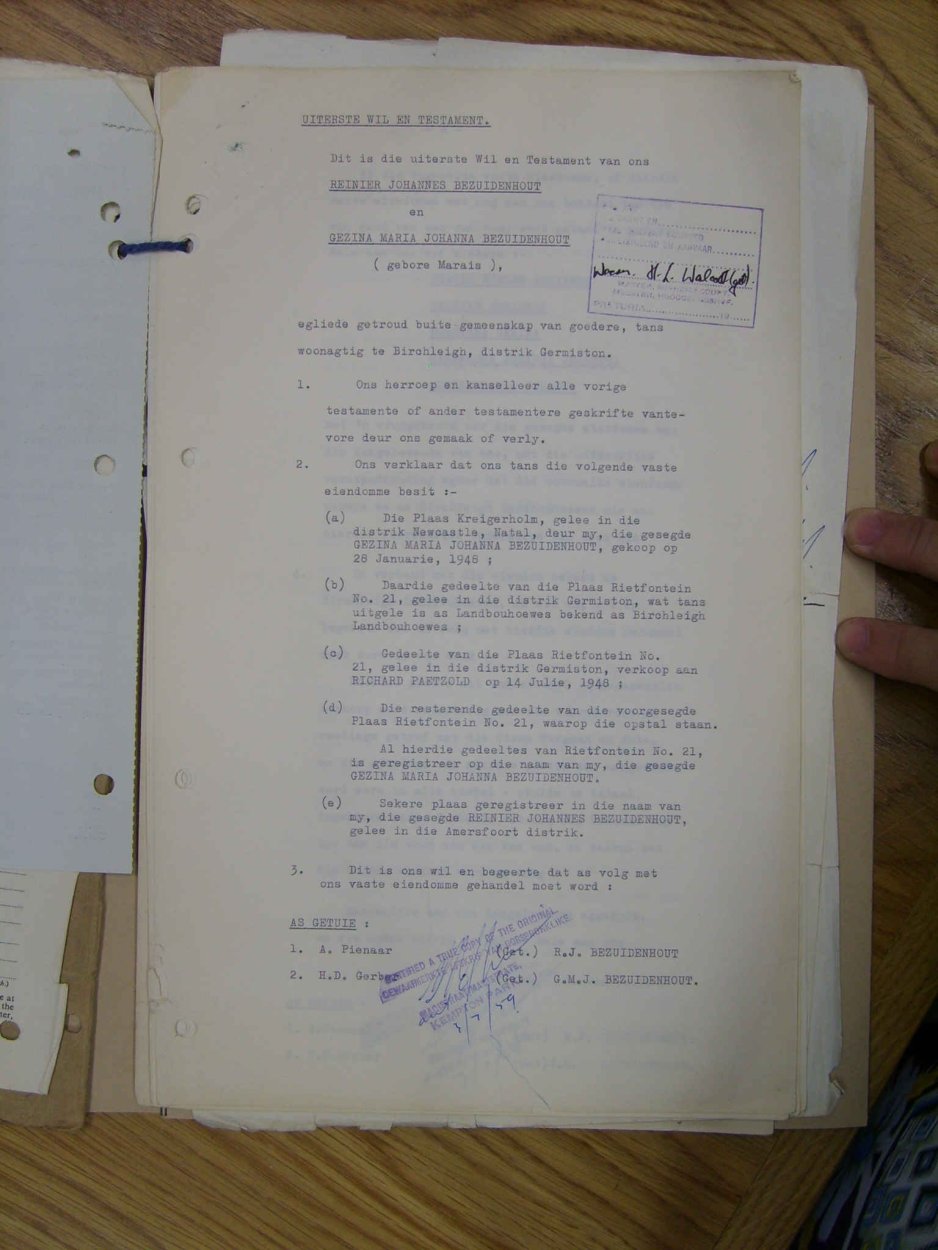 UITERSTE WIL EN TESTAMENT.
Dit is die uiterste Wil en Testament van ons
REINIER JOHANNES BEZUIDENHOUT
en
GEZINA MARIA JOHANNA BEZUIDENHOUT
( gebore Marais ),
egliede getroud buite gemeenskap van goedere, tans
woonagtig te Birchleigh, distrik Germiston.
1. Ons herroep en kanselleer alle vorige
testamente of ander testamentere geskrifte vante-
vore deur ons gemaak of verly.
2. Ons verklaar dat ons tans die volgende vaste
eiendomme besit :-
(a) Die Plaas Kreigerholm, gelee in die
distrik Newcastle, Natal, deur my, die gesegde
GEZINA MARIA JOHANNA BEZUIDENHOUT, gekoop op
28 Januarie, 1948 ;
(b) Daardie gedeelte van die Plaas Rietfontein
No. 21, gelee in die distrik Germiston, wat tans
uitgele is as Landbouhoewes bekend as Birchleigh
Landbouhoewes ;
(c) Gedeelte van die Plaas Rietfontein No.
21, gelee in die distrik Germiston, verkoop aan
RICHARD PAETZOLD op 14 Julie, 1948 ;
(d) Die resterende gedeelte van die voorgesegde
Plaas Rietfontein No. 21, waarop die opstal staan.
Al hierdie gedeeltes van Rietfontein No. 21,
is geregistreer op die naam van my, die gesegde
GEZINA MARIA JOHANNA BEZUIDENHOUT.
(e) Sekere plaas geregistreer in die naam van
my, die gesegde REINIER JOHANNES BEZUIDENHOUT,
gelee in die Amersfoort distrik.
3. Dit is ons wil en begeerte dat as volg met
ons vaste eiendomme gehandel moet word :
AS GETUIE :
1. A. Pienaar (Get.) R.J. BEZUIDENHOUT
2. H.D. Gerber (Get.) G.M.J. BEZUIDENHOUT.
CERTIFIED A TRUE COPY OF THE ORIGINAL
KEMPTON PARK
at
the